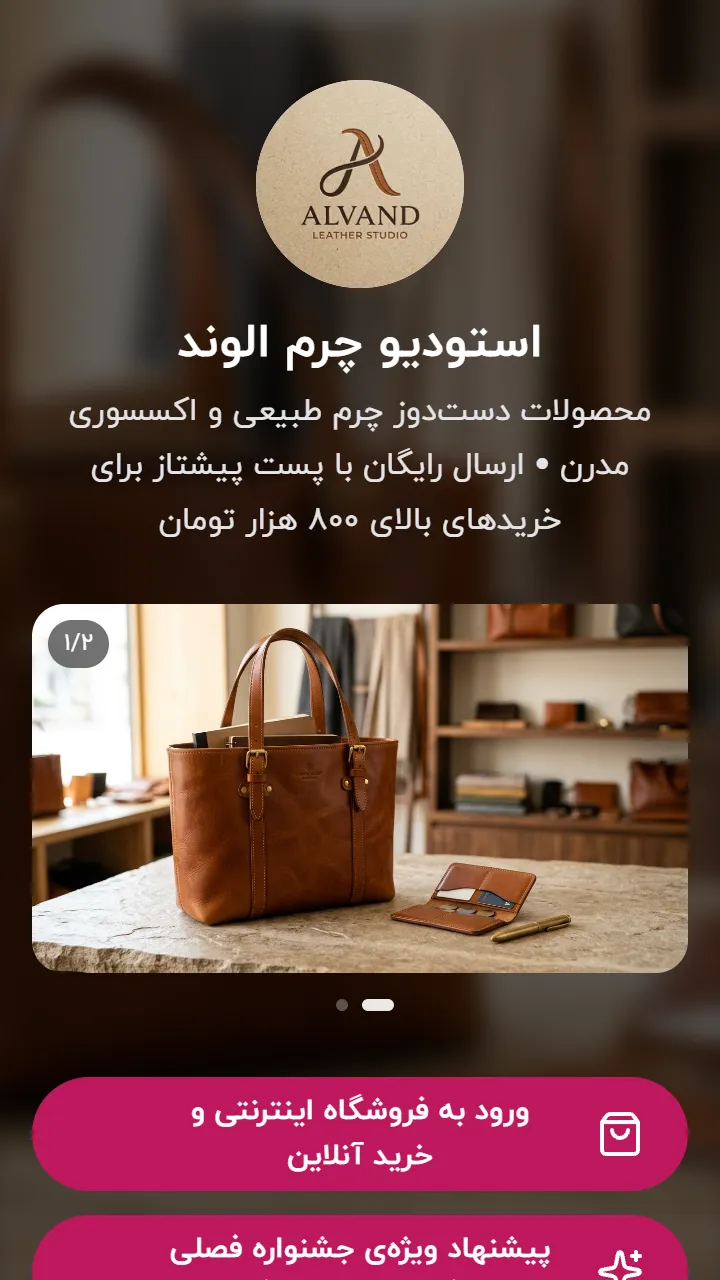 ALVAND
LEATHER STUDIO
استودیو چرم الوند
محصولات دست‌دوز چرم طبیعی و اکسسوری
مدرن • ارسال رایگان با پست پیشتاز برای
خریدهای بالای ۸۰۰ هزار تومان
۱/۲
ورود به فروشگاه اینترنتی و
خرید آنلاین
پیشنهاد ویژه‌ی جشنواره فصلی